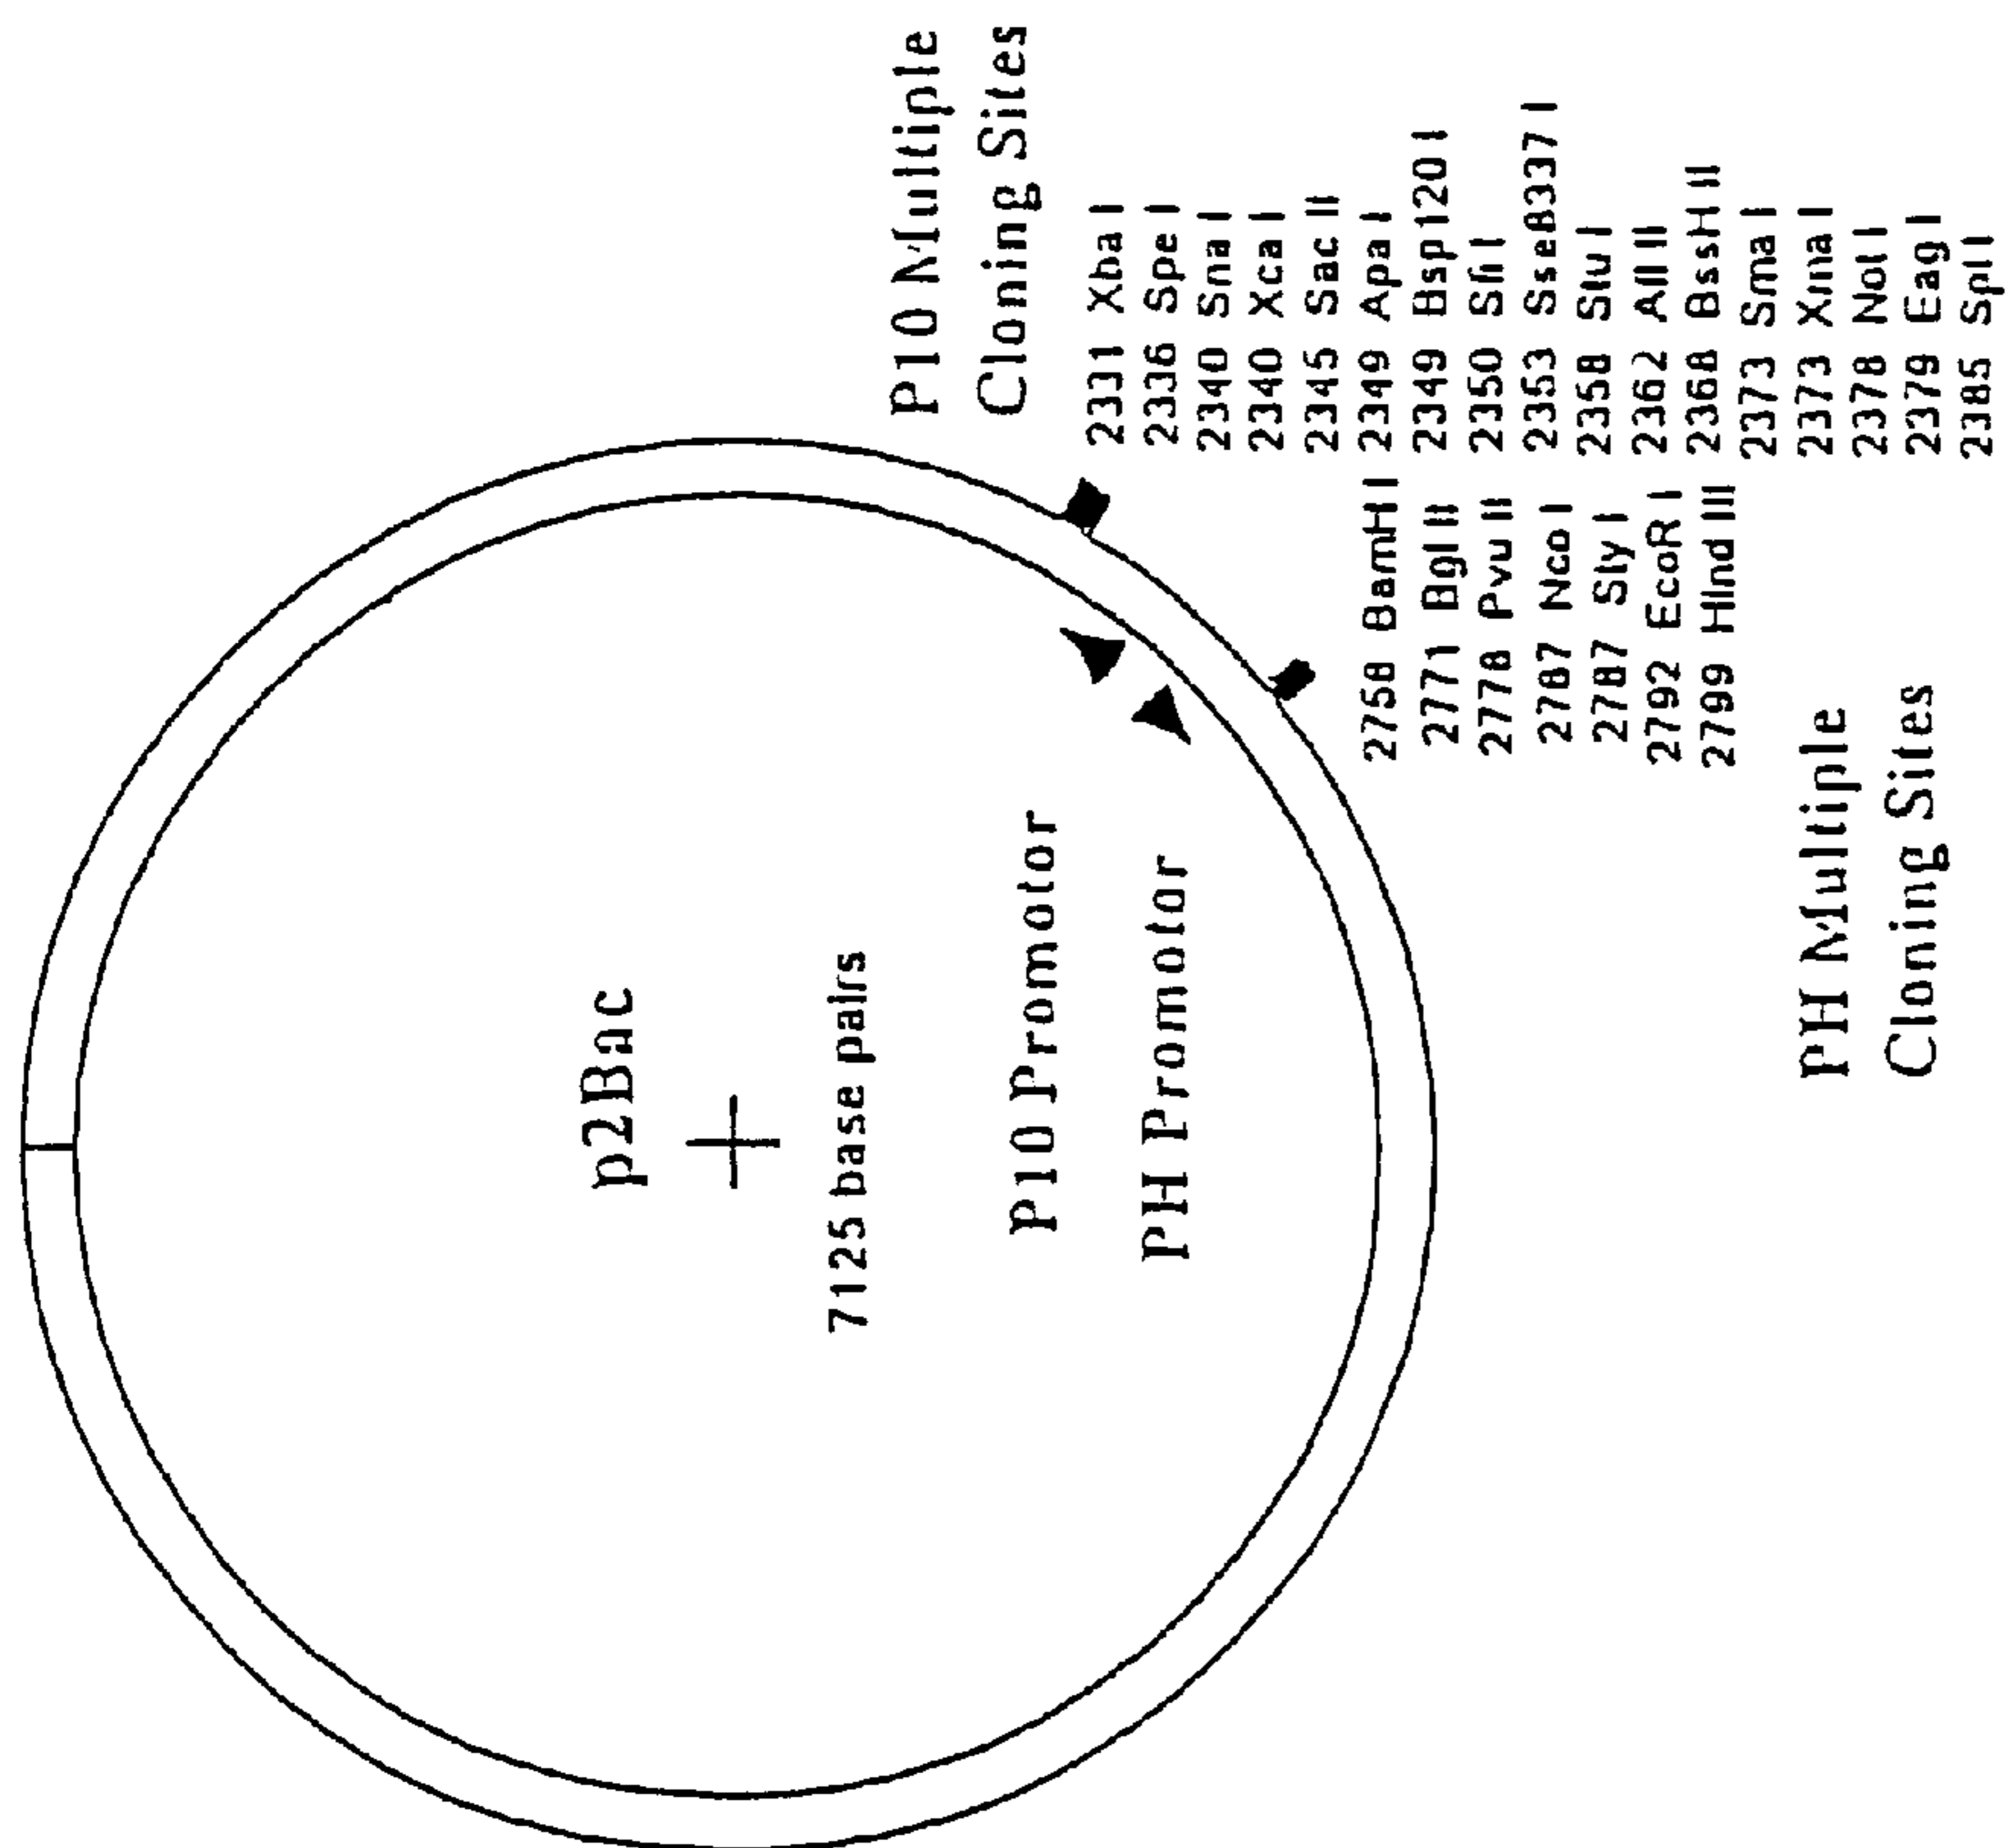 p2Bac
7125 base pairs
P10 Promotor
PH Promotor
P10 Multiple
Cloning Sites
2331 Xba I
2336 Spe I
2340 Sna I
2340 Xca I
2345 Sac II
2349 Apa I
2349 Bsp120 I
2350 Sfi I
2353 Sse8337 I
2358 Stu I
2362 Afl II
2368 BssH II
2373 Sma I
2373 Xma I
2378 Not I
2379 Eag I
2385 Spl I
2758 BamH I
2771 Bgl II
2778 Pvu II
2787 Nco I
2787 Sty I
2792 EcoR I
2799 Hind III
PH Multiple
Cloning Sites